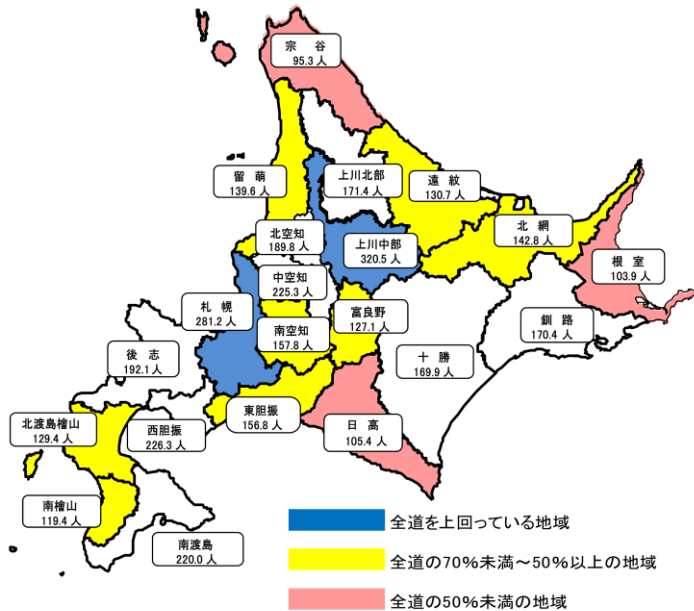 宗 谷
95.3 人
留 萌
139.6 人
上川北部
171.4 人
遠 紋
130.7 人
北 網
142.8 人
北空知
189.8 人
上川中部
320.5 人
根 室
103.9 人
中空知
225.3 人
札 幌
281.2 人
富良野
127.1 人
釧 路
170.4 人
南空知
157.8 人
後 志
192.1 人
十 勝
169.9 人
東胆振
156.8 人
日 高
105.4 人
北渡島檜山
129.4 人
西胆振
226.3 人
南檜山
119.4 人
南渡島
220.0 人
全道を上回っている地域
全道の70%未満～50%以上の地域
全道の50%未満の地域